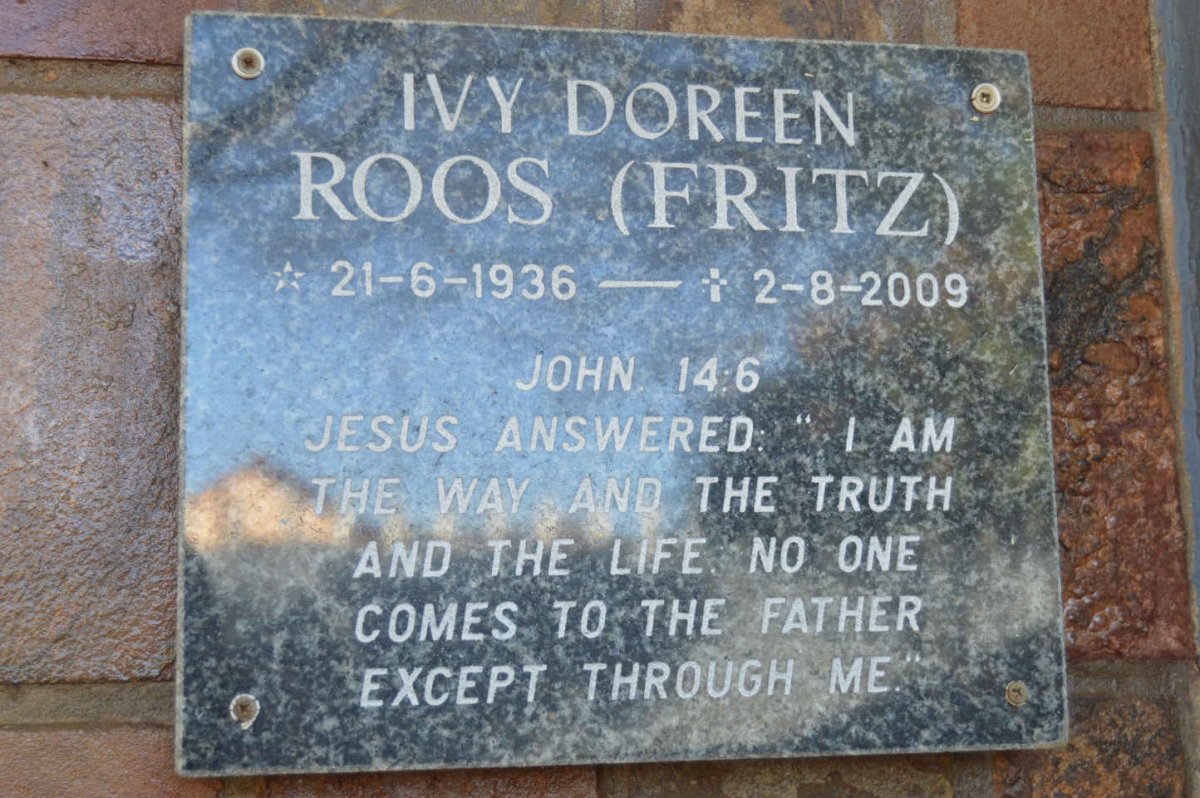 IVY DOREEN
ROOS (FRITZ)
☆ 21-6-1936 — ✝ 2-8-2009
JOHN. 14:6
JESUS ANSWERED: " I AM
THE WAY AND THE TRUTH
AND THE LIFE. NO ONE
COMES TO THE FATHER
EXCEPT THROUGH ME."